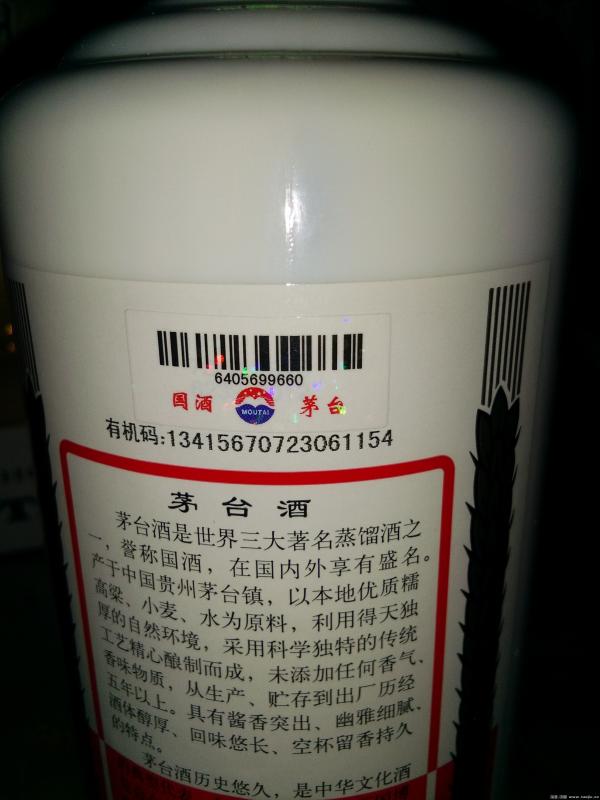 6405699660
国酒 MOUTAI 茅台
有机码:13415670723061154
茅台酒
茅台酒是世界三大著名蒸馏酒之
一，誉称国酒，在国内外享有盛名。
产于中国贵州茅台镇，以本地优质糯
高粱、小麦、水为原料，利用得天独
厚的自然环境，采用科学独特的传统
工艺精心酿制而成，未添加任何香气、
香味物质，从生产、贮存到出厂历经
五年以上。具有酱香突出、幽雅细腻、
酒体醇厚、回味悠长、空杯留香持久
的特点。
茅台酒历史悠久，是中华文化酒